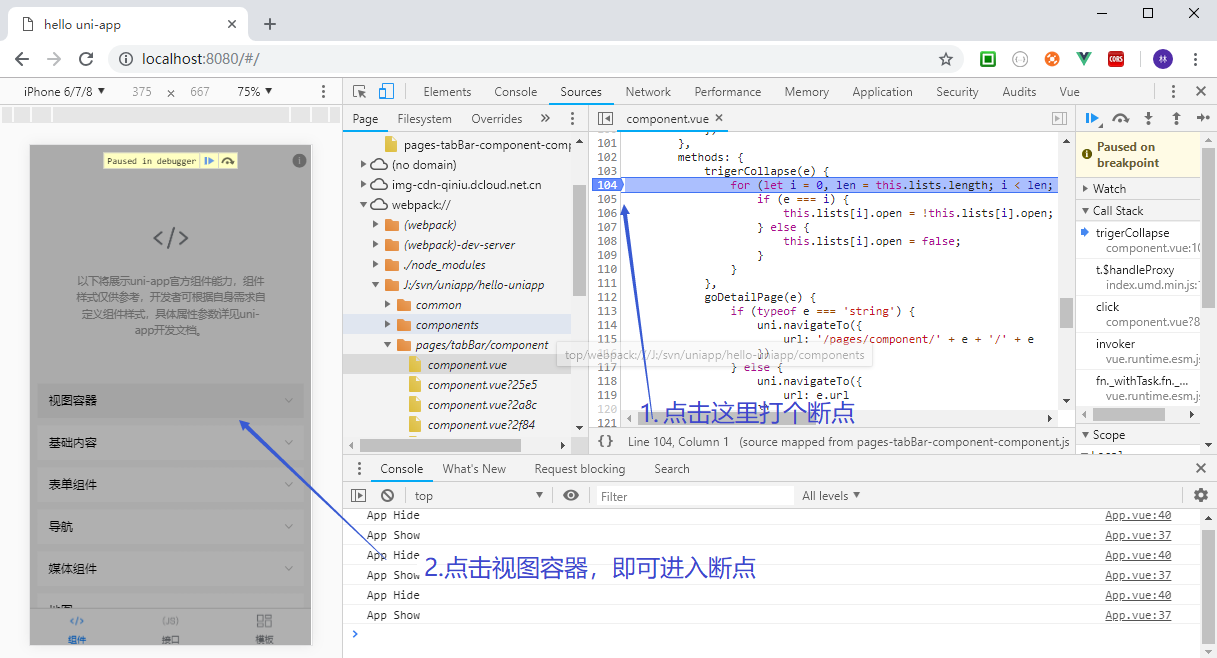 hello uni-app
localhost:8080/#/
CORS
林
iPhone 6/7/8 ▼ 375 x 667 75% ▼
Elements Console Sources Network Performance Memory Application Security Audits Vue
Page Filesystem Overrides »
component.vue ×
Paused in debugger
以下将展示uni-app官方组件能力，组件
样式仅供参考，开发者可根据自身需求自
定义组件样式，具体属性参数详见uni-
app开发文档。
视图容器
基础内容
表单组件
导航
媒体组件
地图
</>
组件
(JS)
接口
模板
pages-tabBar-component-comp
(no domain)
img-cdn-qiniu.dcloud.net.cn
webpack://
(webpack)
(webpack)-dev-server
./node_modules
J:/svn/uniapp/hello-uniapp
common
components
pages/tabBar/component
component.vue
component.vue?25e5
component.vue?2a8c
component.vue?2f84
101 },
102 methods: {
103 trigerCollapse(e) {
104 for (let i = 0, len = this.lists.length; i < len;
105 if (e === i) {
106 this.lists[i].open = !this.lists[i].open;
107 } else {
108 this.lists[i].open = false;
109 }
110 }
111 },
112 goDetailPage(e) {
113 if (typeof e === 'string') {
114 uni.navigateTo({
115 url: '/pages/component/' + e + '/' + e
116 })
top/webpack:///J:/svn/uniapp/hello-uniapp/components
117 } else {
118 uni.navigateTo({
119 url: e.url
120
121
1. 点击这里打个断点
{} Line 104, Column 1 (source mapped from pages-tabBar-component-component.js
Paused on
breakpoint
Watch
Call Stack
trigerCollapse
component.vue:10
t.$handleProxy
index.umd.min.js:
click
component.vue?8
invoker
vue.runtime.esm.j
fn._withTask.fn._...
vue.runtime.esm.j
Scope
Local
Console What's New Request blocking Search
top ▼ Filter All levels ▼
App Hide App.vue:40
App Show App.vue:37
App Hide App.vue:40
App Show App.vue:37
App Hide App.vue:40
App Show App.vue:37
2.点击视图容器，即可进入断点